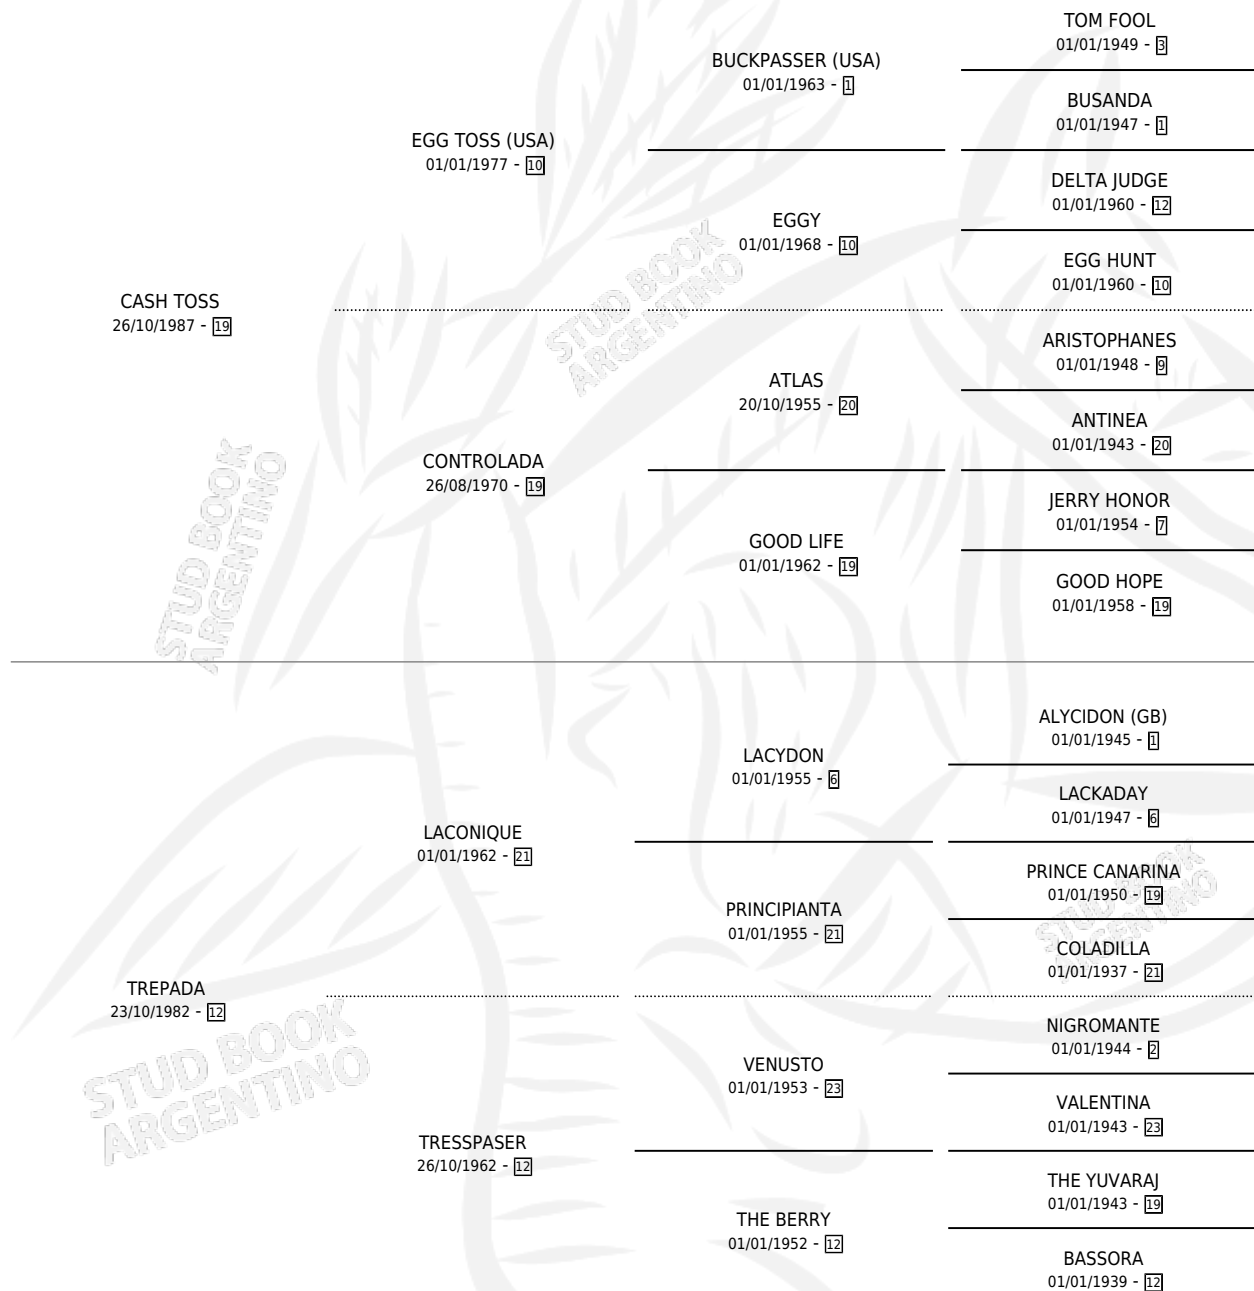 CASH TOSS
26/10/1987 - 19
EGG TOSS (USA)
01/01/1977 - 10
CONTROLADA
26/08/1970 - 19
BUCKPASSER (USA)
01/01/1963 - 1
EGGY
01/01/1968 - 10
ATLAS
20/10/1955 - 20
GOOD LIFE
01/01/1962 - 19
TOM FOOL
01/01/1949 - 3
BUSANDA
01/01/1947 - 1
DELTA JUDGE
01/01/1960 - 12
EGG HUNT
01/01/1960 - 10
ARISTOPHANES
01/01/1948 - 9
ANTINEA
01/01/1943 - 20
JERRY HONOR
01/01/1954 - 7
GOOD HOPE
01/01/1958 - 19
STUD BOOK
ARGENTINO
STUD BOOK
ARGENTINO
TREPADA
23/10/1982 - 12
LACONIQUE
01/01/1962 - 21
TRESSPASER
26/10/1962 - 12
LACYDON
01/01/1955 - 6
PRINCIPIANTA
01/01/1955 - 21
VENUSTO
01/01/1953 - 23
THE BERRY
01/01/1952 - 12
ALYCIDON (GB)
01/01/1945 - 1
LACKADAY
01/01/1947 - 6
PRINCE CANARINA
01/01/1950 - 19
COLADILLA
01/01/1937 - 21
NIGROMANTE
01/01/1944 - 2
VALENTINA
01/01/1943 - 23
THE YUVARAJ
01/01/1943 - 19
BASSORA
01/01/1939 - 12
STUD BOOK
ARGENTINO
STUD BOOK
ARGENTINO